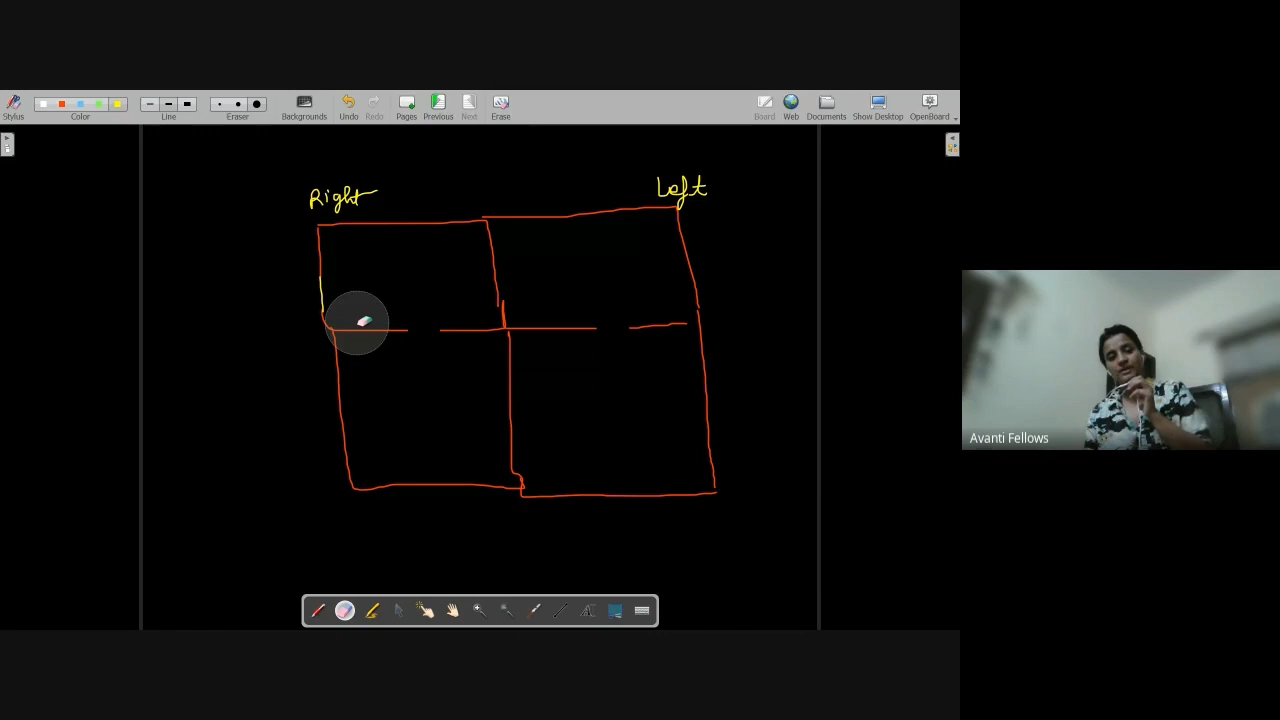 Stylus
Color
Line
Eraser
Backgrounds
Undo
Redo
Pages
Previous
Next
Erase
Board
Web
Documents
Show Desktop
OpenBoard
Right
Left
Avanti Fellows